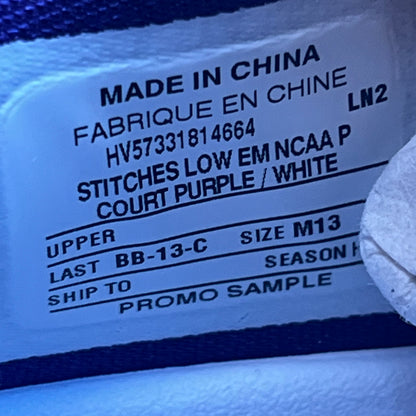 MADE IN CHINA
FABRIQUE EN CHINE
HV57331814664 LN2
STITCHES LOW EM NCAA P
COURT PURPLE / WHITE
UPPER
LAST BB-13-C SIZE M13
SHIP TO SEASON
PROMO SAMPLE